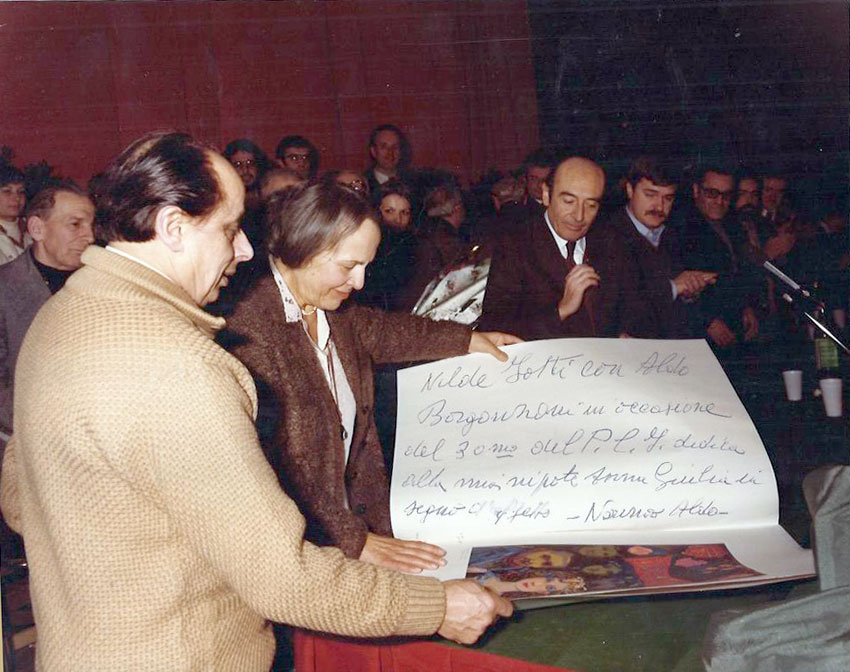 Nilde Jotti con Aldo
Borgonzoni in occasione
del 30mo del P.C.I. dedica
alla mia nipote Anna Giulia in
segno d'affetto - Nonno Aldo -